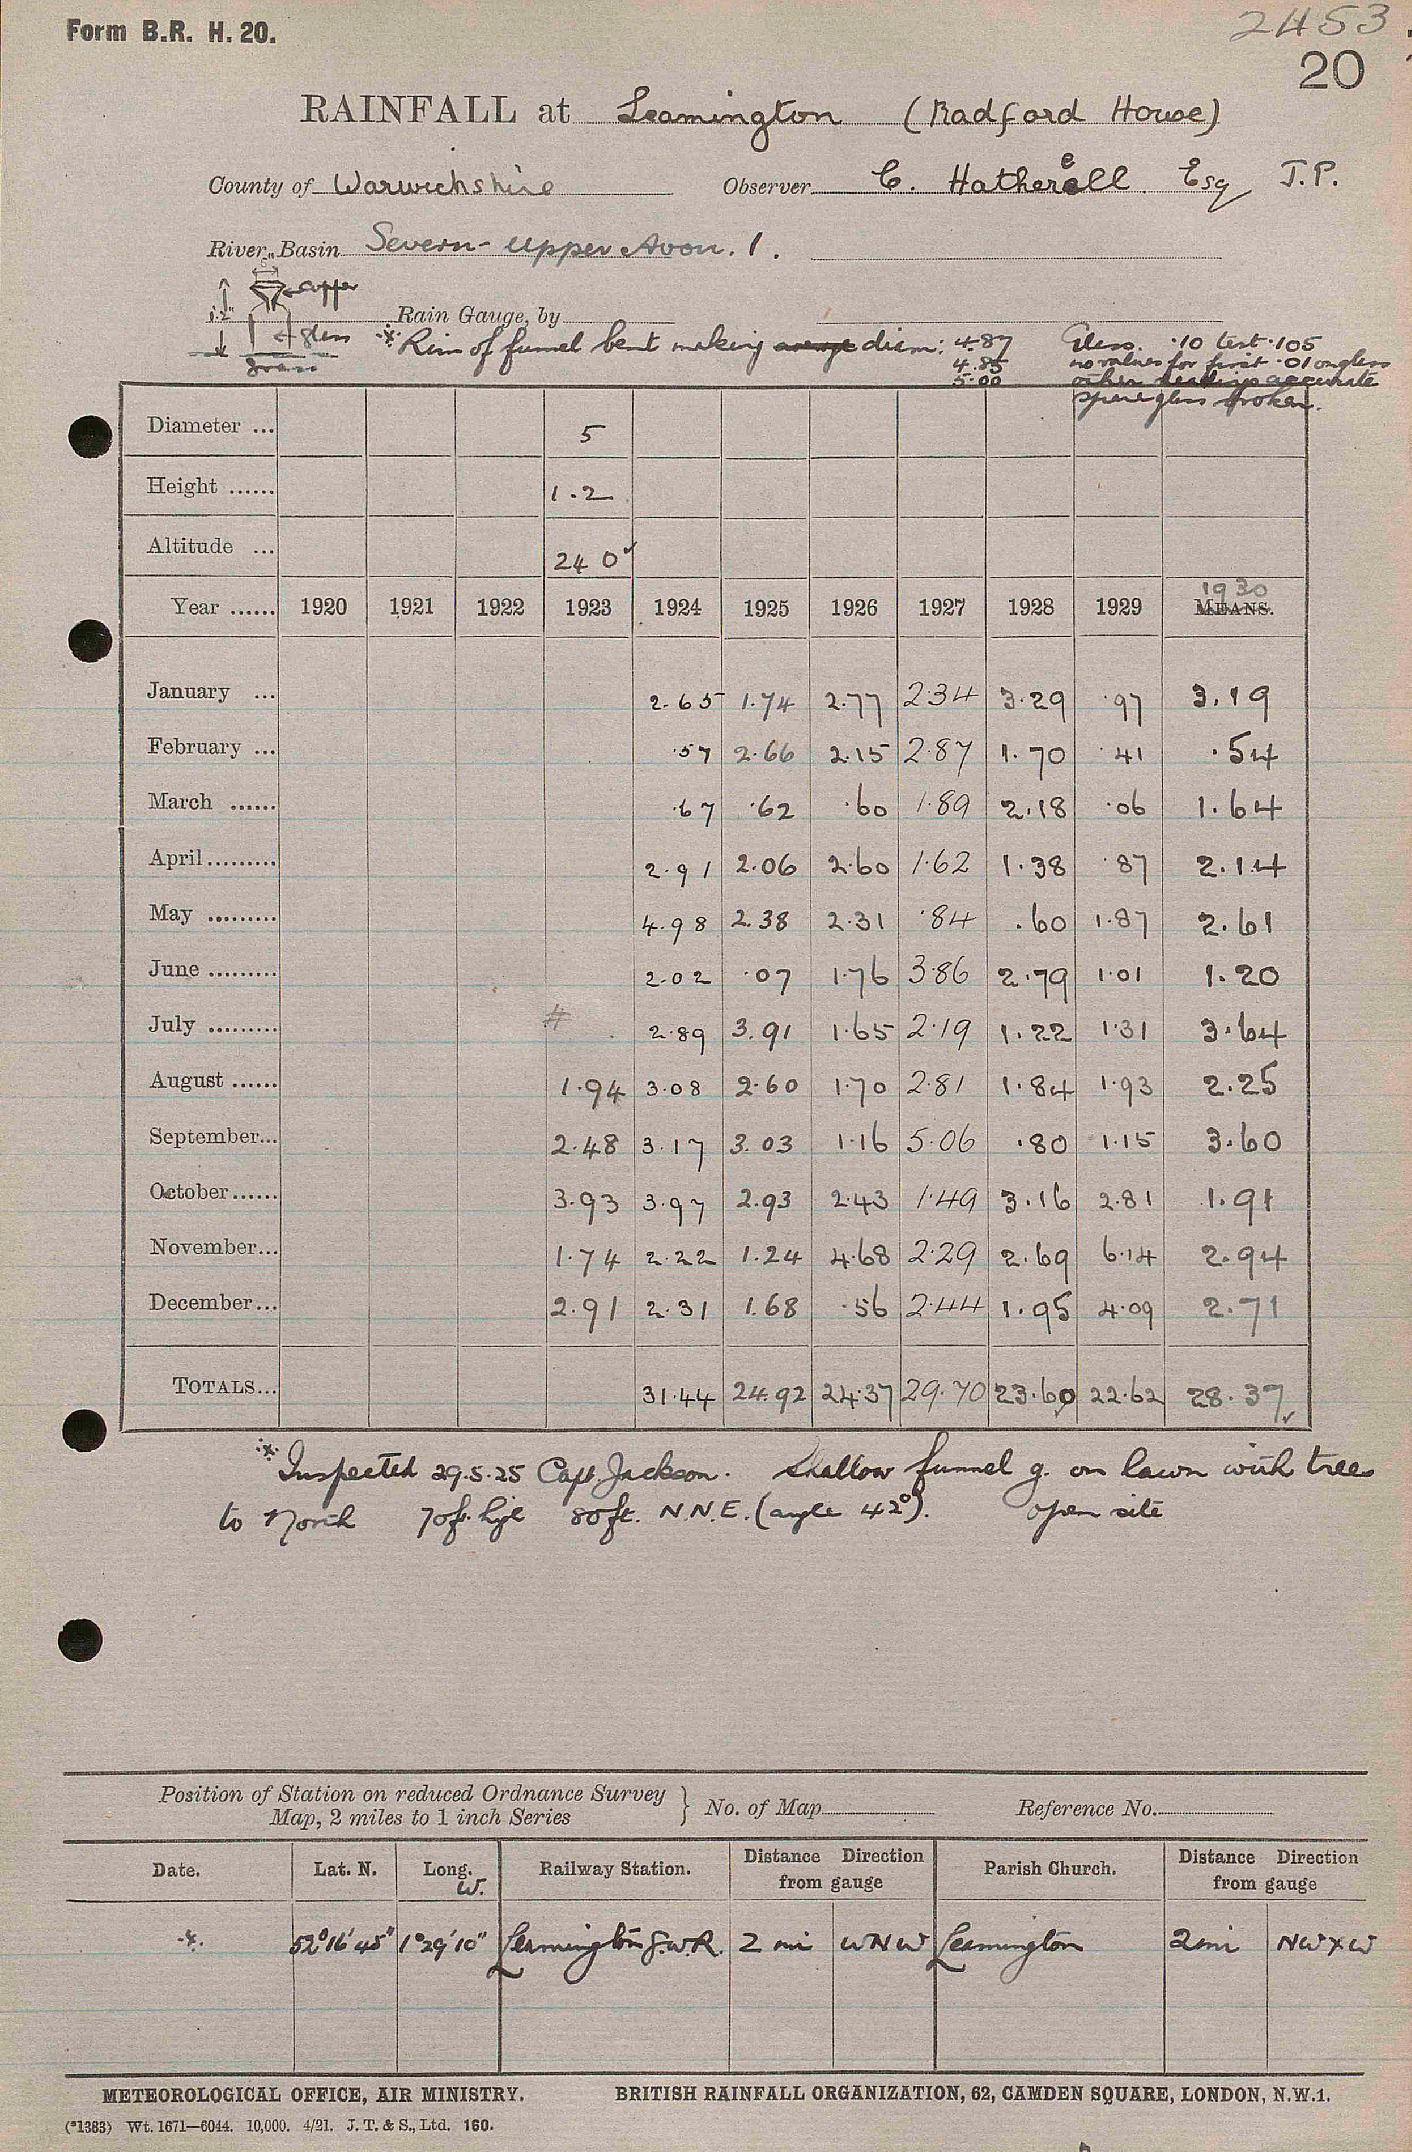 Form B.R. H. 20.
2453.
20
RAINFALL at Leamington (Radford House)
County of Warwickshire Observer C. Hatherell Esq J.P.
River Basin Severn - Upper Avon. 1.
5"
copper
1.2"
glass
Grass
Rain Gauge, by
* Rim of funnel bent making average diam: 4.87
4.85
5.00
Glass. .10 test .105
no values for first .01 on glass
other readings accurate
spare glass broken.
Diameter ... 5
Height ...... 1.2
Altitude ... 240✓
Year ...... 1920 1921 1922 1923 1924 1925 1926 1927 1928 1929 MEANS. 1930
January ... 2.65 1.74 2.77 2.34 3.29 .97 3.19
February ... .57 2.66 2.15 2.87 1.70 .41 .54
March ...... .67 .62 .60 1.89 2.18 .06 1.64
April ......... 2.91 2.06 2.60 1.62 1.38 .87 2.14
May ......... 4.98 2.38 2.31 .84 .60 1.87 2.61
June ......... 2.02 .07 1.76 3.86 2.79 1.01 1.20
July ......... # 2.89 3.91 1.65 2.19 1.22 1.31 3.64
August ...... 1.94 3.08 2.60 1.70 2.81 1.84 1.93 2.25
September... 2.48 3.17 3.03 1.16 5.06 .80 1.15 3.60
October...... 3.93 3.97 2.93 2.43 1.49 3.16 2.81 1.91
November... 1.74 2.22 1.24 4.68 2.29 2.69 6.14 2.94
December... 2.91 2.31 1.68 .56 2.44 1.95 4.09 2.71
TOTALS... 31.44 24.92 24.37 29.70 23.60 22.62 28.37✓
* Inspected 29.5.25 Capt. Jackson. Shallow funnel g. on lawn with trees
to North 70ft. high 80ft. N.N.E. (angle 42°). open site
Position of Station on reduced Ordnance Survey
Map, 2 miles to 1 inch Series } No. of Map Reference No.
Date. Lat. N. Long. W. Railway Station. Distance Direction from gauge Parish Church. Distance Direction from gauge
* 52°16'45" 1°29'10" Leamington G.W.R. 2 mi WNW Leamington 2 mi NW x W
METEOROLOGICAL OFFICE, AIR MINISTRY. BRITISH RAINFALL ORGANIZATION, 62, CAMDEN SQUARE, LONDON, N.W.1.
(*1383) Wt. 1671—6044. 10,000. 4/21. J. T. & S., Ltd. 160.